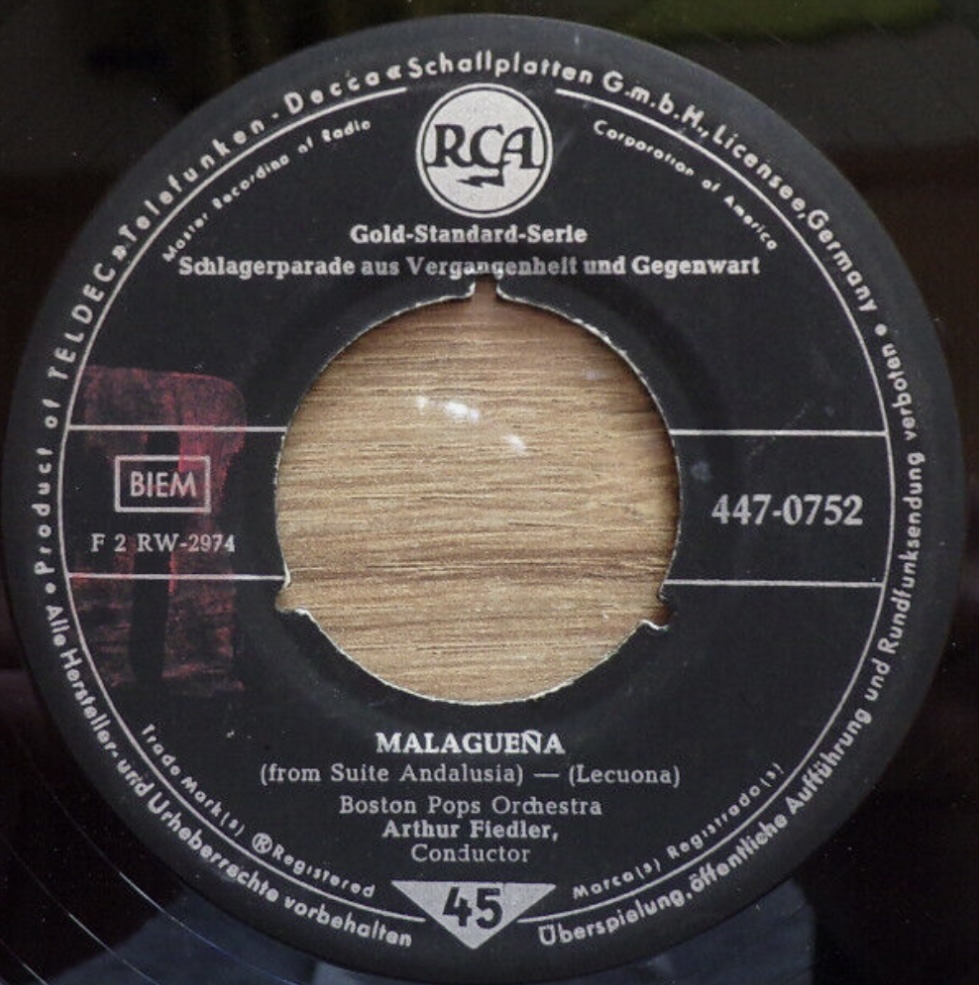 Product of TELDEC »Telefunken - Decca« Schallplatten G.m.b.H., Licensee, Germany •
Master Recording of Radio Corporation of America
RCA
Gold-Standard-Serie
Schlagerparade aus Vergangenheit und Gegenwart
BIEM
F 2 RW-2974
447-0752
MALAGUEÑA
(from Suite Andalusia) — (Lecuona)
Boston Pops Orchestra
Arthur Fiedler,
Conductor
45
Trade Mark(s) ® Registered
Marca(s) Registrada(s)
• Alle Hersteller- und Urheberrechte vorbehalten
Überspielung, öffentliche Aufführung und Rundfunksendung verboten